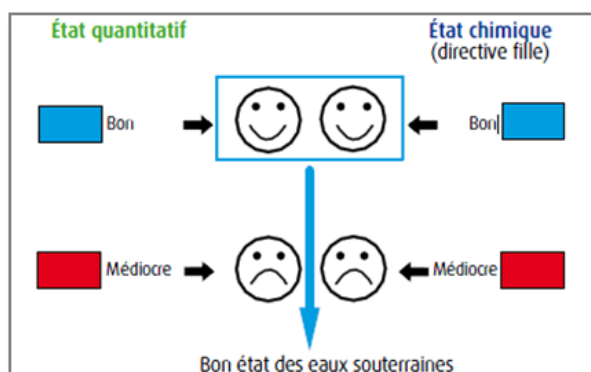 État quantitatif
État chimique
(directive fille)
Bon
Bon
Médiocre
Médiocre
Bon état des eaux souterraines